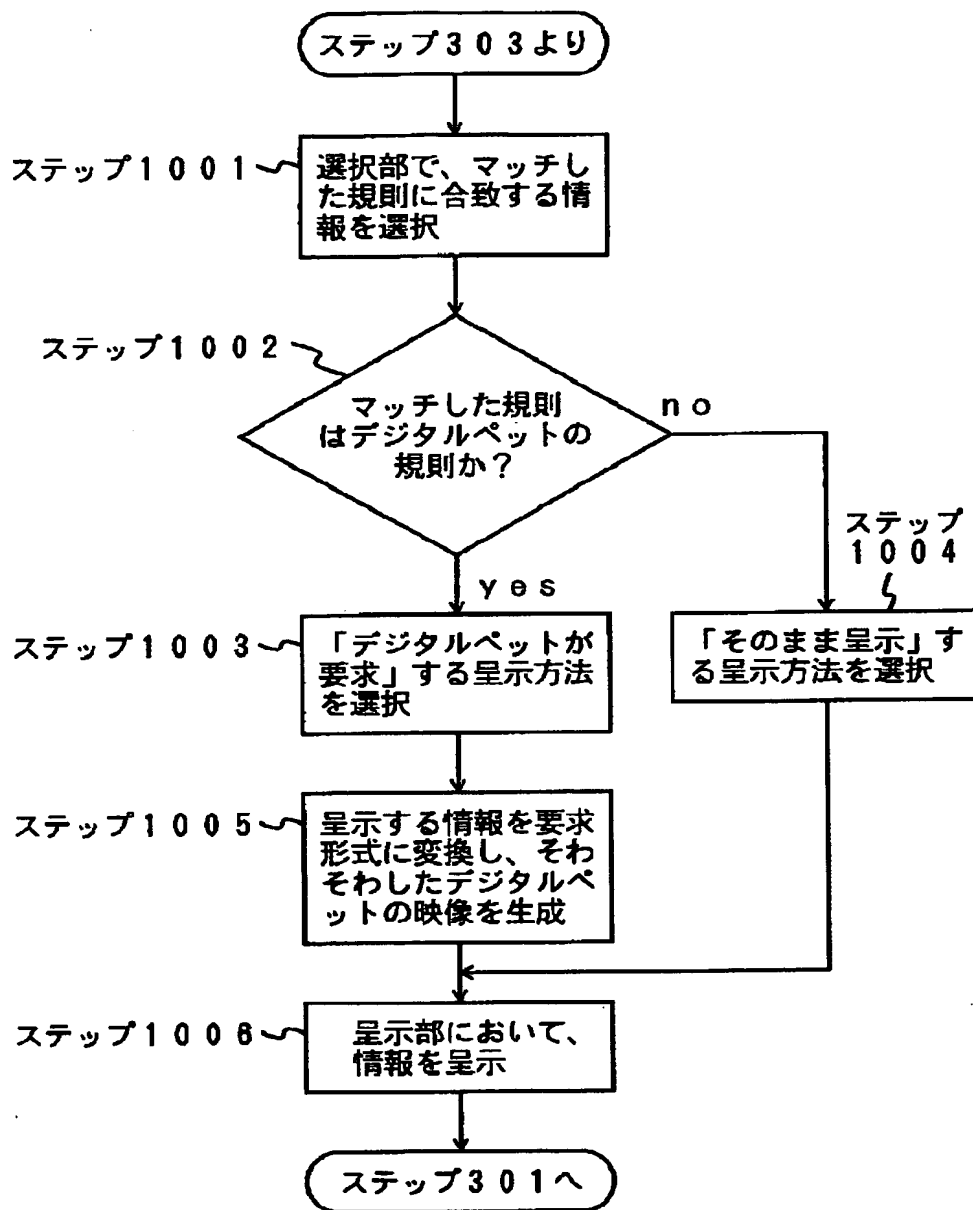 ステップ３０３より
ステップ１００１
選択部で、マッチし
た規則に合致する情
報を選択
ステップ１００２
マッチした規則
はデジタルペットの
規則か？
ｎｏ
ｙｅｓ
ステップ
１００４
ステップ１００３
「デジタルペットが
要求」する呈示方法
を選択
「そのまま呈示」す
る呈示方法を選択
ステップ１００５
呈示する情報を要求
形式に変換し、そわ
そわしたデジタルペ
ットの映像を生成
ステップ１００６
呈示部において、
情報を呈示
ステップ３０１へ